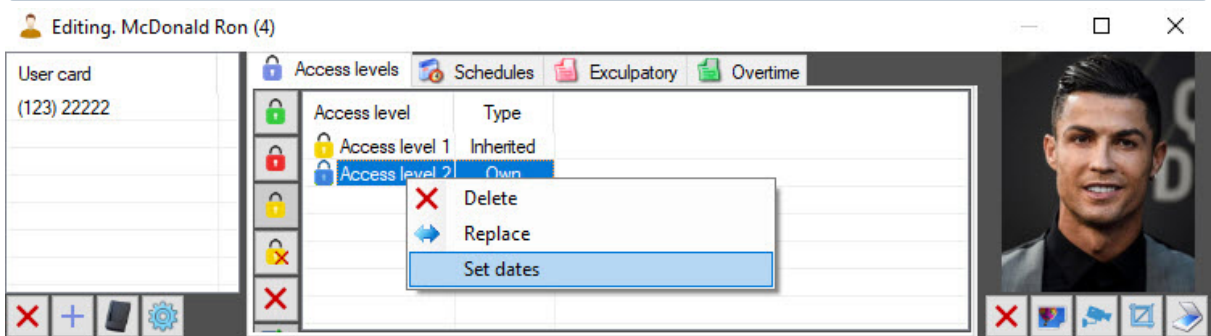 Editing. McDonald Ron (4)
User card
(123) 22222
Access levels Schedules Exculpatory Overtime
Access level Type
Access level 1 Inherited
Access level 2 Own
Delete
Replace
Set dates